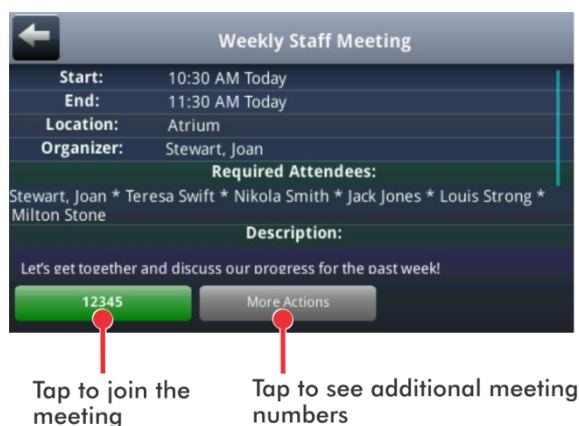 Weekly Staff Meeting
Start: 10:30 AM Today
End: 11:30 AM Today
Location: Atrium
Organizer: Stewart, Joan
Required Attendees:
Stewart, Joan * Teresa Swift * Nikola Smith * Jack Jones * Louis Strong *
Milton Stone
Description:
Let's get together and discuss our progress for the past week!
12345 More Actions
Tap to join the Tap to see additional meeting
meeting numbers